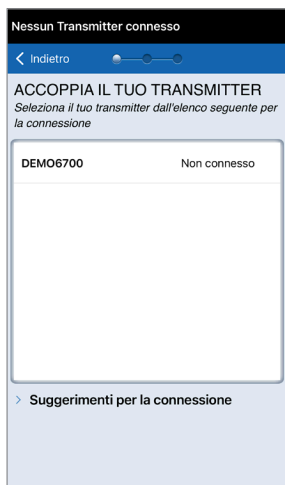 Nessun Transmitter connesso
Indietro
ACCOPPIA IL TUO TRANSMITTER
Seleziona il tuo transmitter dall'elenco seguente per
la connessione
DEMO6700 Non connesso
Suggerimenti per la connessione